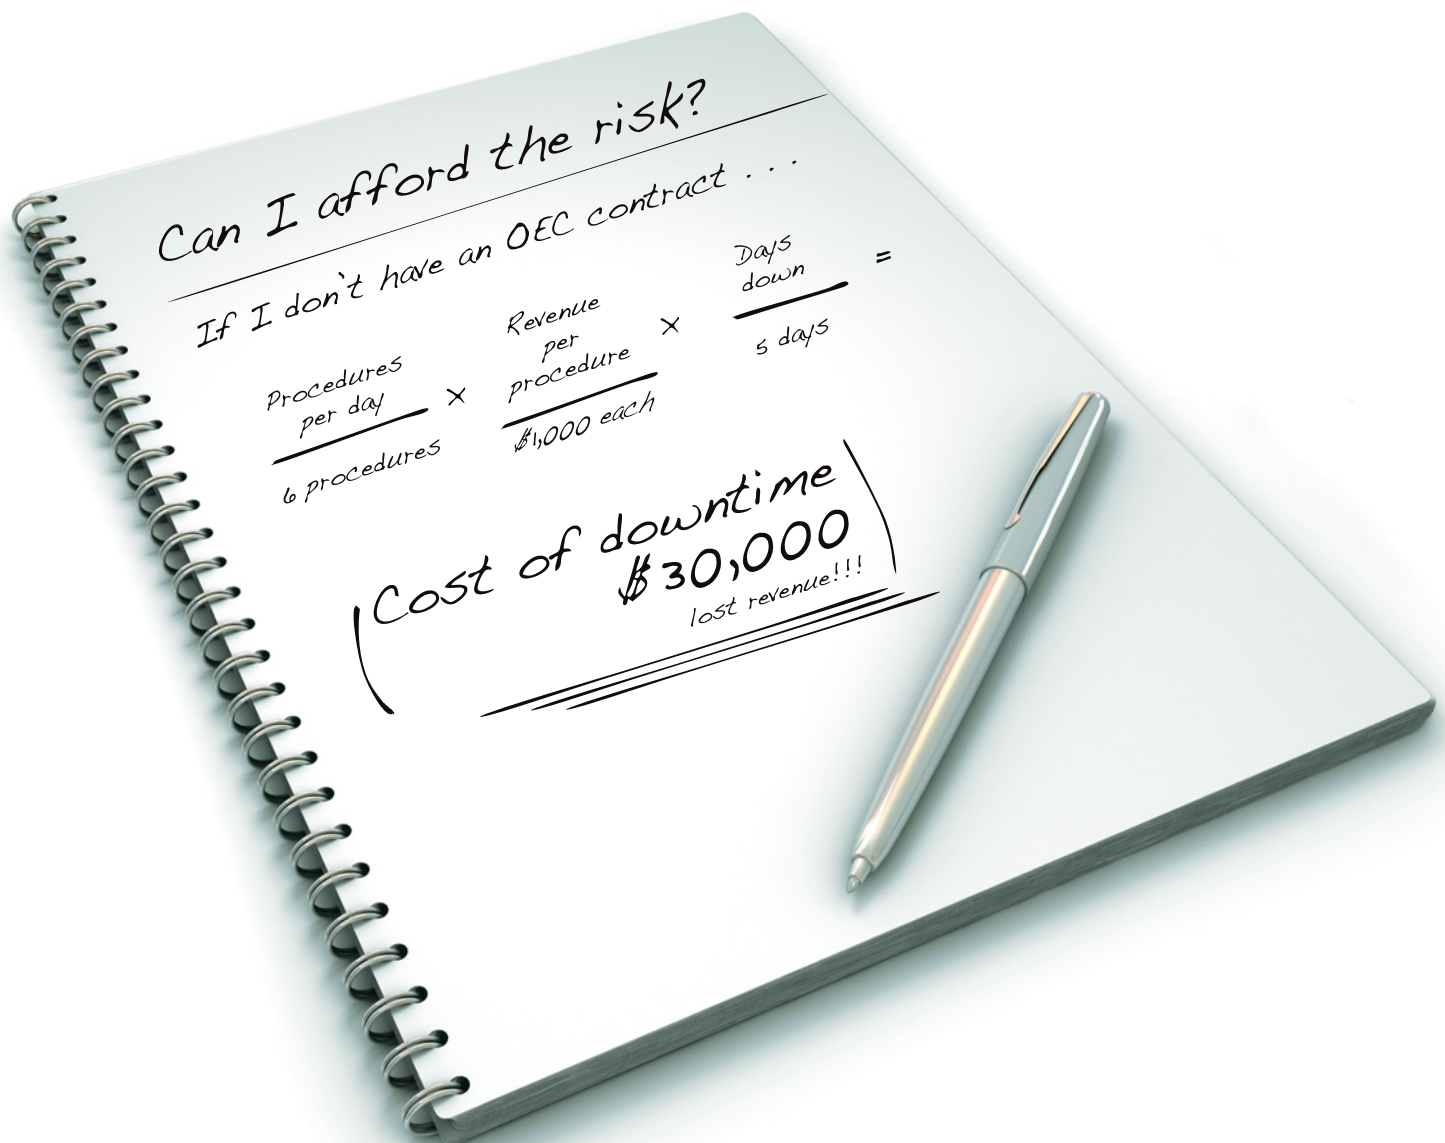 Can I afford the risk?
If I don't have an OEC contract . . .
Procedures
per day
6 procedures
×
Revenue
per
procedure
$1,000 each
×
Days
down
5 days
=
Cost of downtime
$30,000
lost revenue!!!